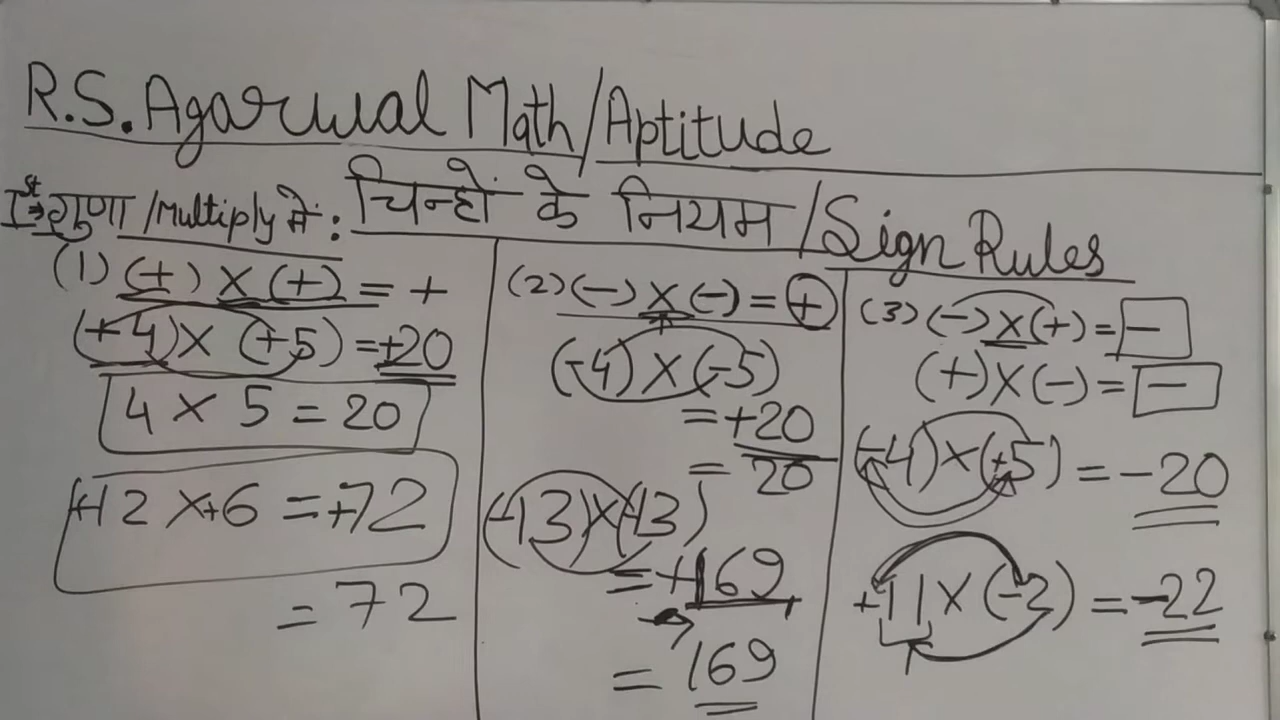 R.S. Agarwal Math/Aptitude
Ist→ गुणा/Multiply में: चिन्हों के नियम/Sign Rules
(1) (+) × (+) = +
(+4) × (+5) = +20
4 × 5 = 20
+12 × +6 = +72
= 72
(2) (-) × (-) = +
(-4) × (-5)
= +20
= 20
(-13) × (-13)
= +169
→
= 169
(3) (-) × (+) = -
(+) × (-) = -
(-4) × (+5) = -20
+11 × (-2) = -22